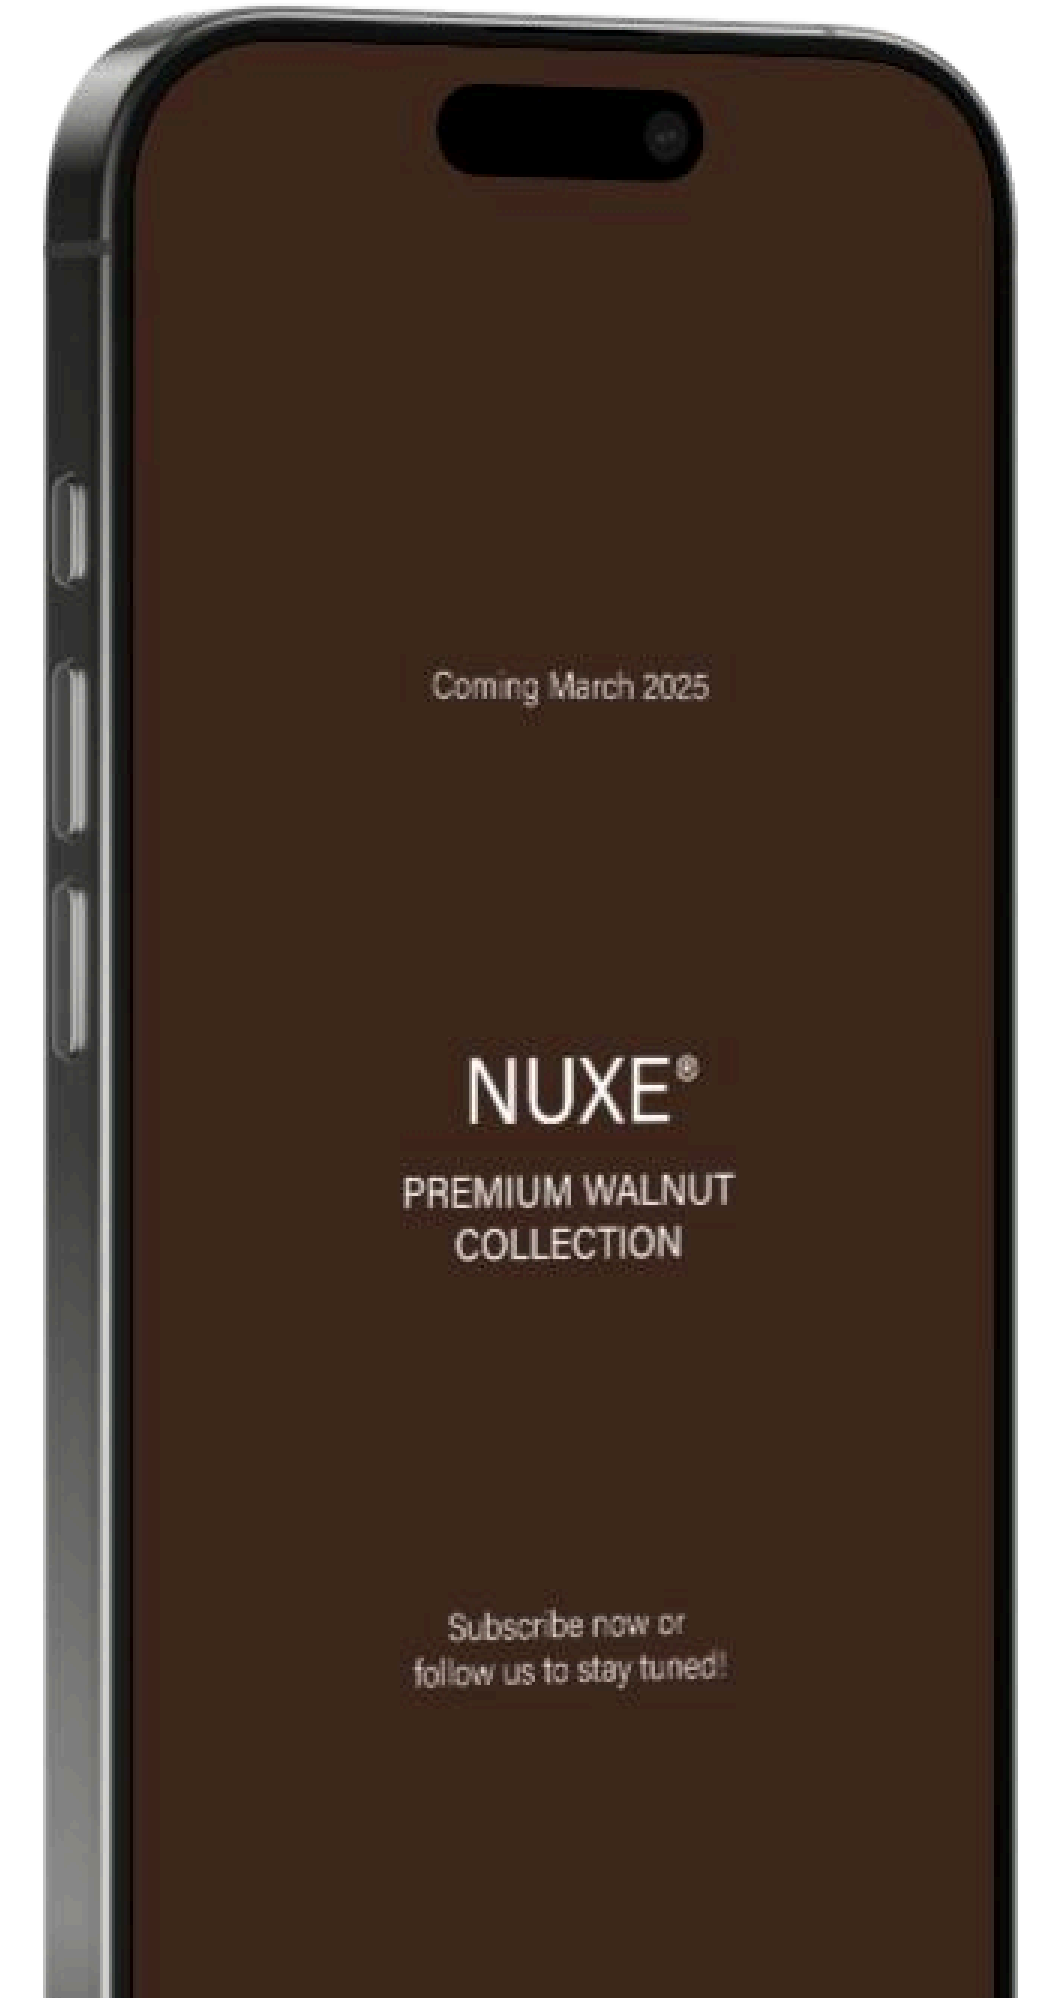 Coming March 2025
NUXE®
PREMIUM WALNUT
COLLECTION
Subscribe now or
follow us to stay tuned!